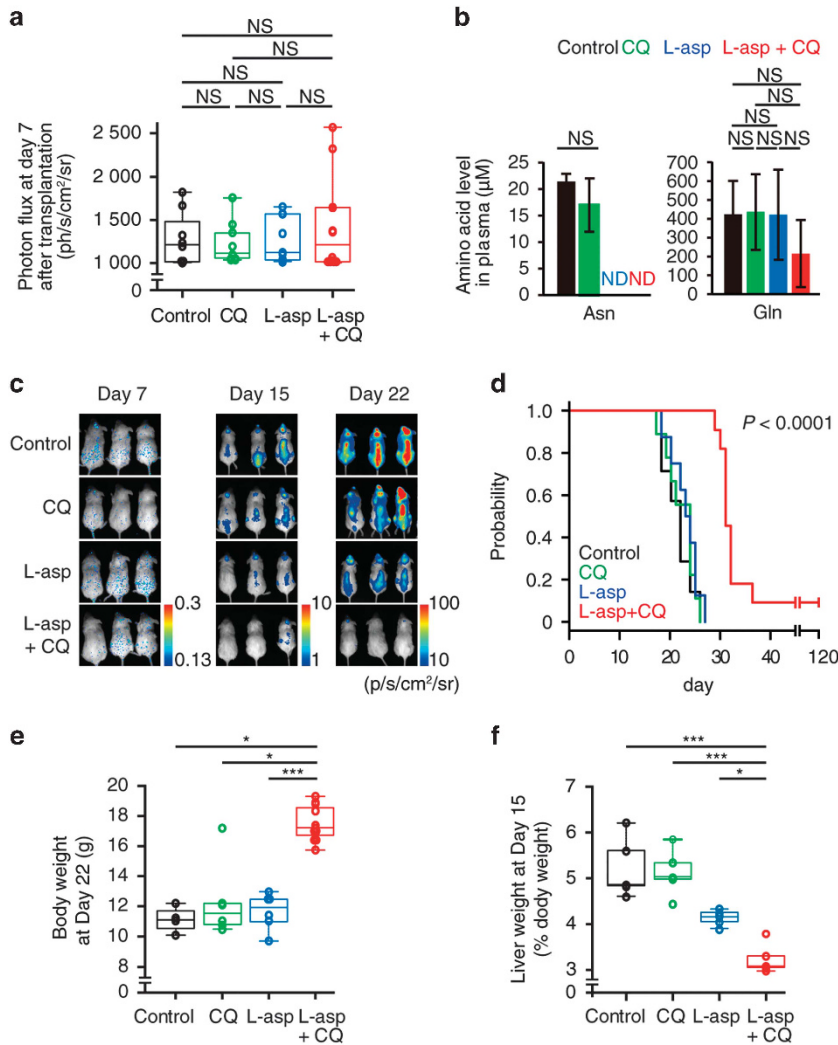 a
NS
NS
NS
NS NS NS
Photon flux at day 7
after transplantation
(ph/s/cm²/sr)
2 500
2 000
1 500
1 000
0
Control CQ L-asp L-asp
+ CQ
b
Control CQ L-asp L-asp + CQ
NS
NS
NS
NS NS NS
NS
Amino acid level
in plasma (µM)
25
20
15
10
5
0
ND ND
Asn
700
600
500
400
300
200
100
0
Gln
c
Day 7 Day 15 Day 22
Control
CQ
L-asp
L-asp
+ CQ
0.3
0.13
10
1
100
10
(p/s/cm²/sr)
d
P < 0.0001
Probability
1.0
0.8
0.6
0.4
0.2
0
Control
CQ
L-asp
L-asp+CQ
0 10 20 30 40 120
day
e
*
*
***
Body weight
at Day 22 (g)
20
18
16
14
12
10
8
0
Control CQ L-asp L-asp
+ CQ
f
***
***
*
Liver weight at Day 15
(% dody weight)
7
6
5
4
3
0
Control CQ L-asp L-asp
+ CQ